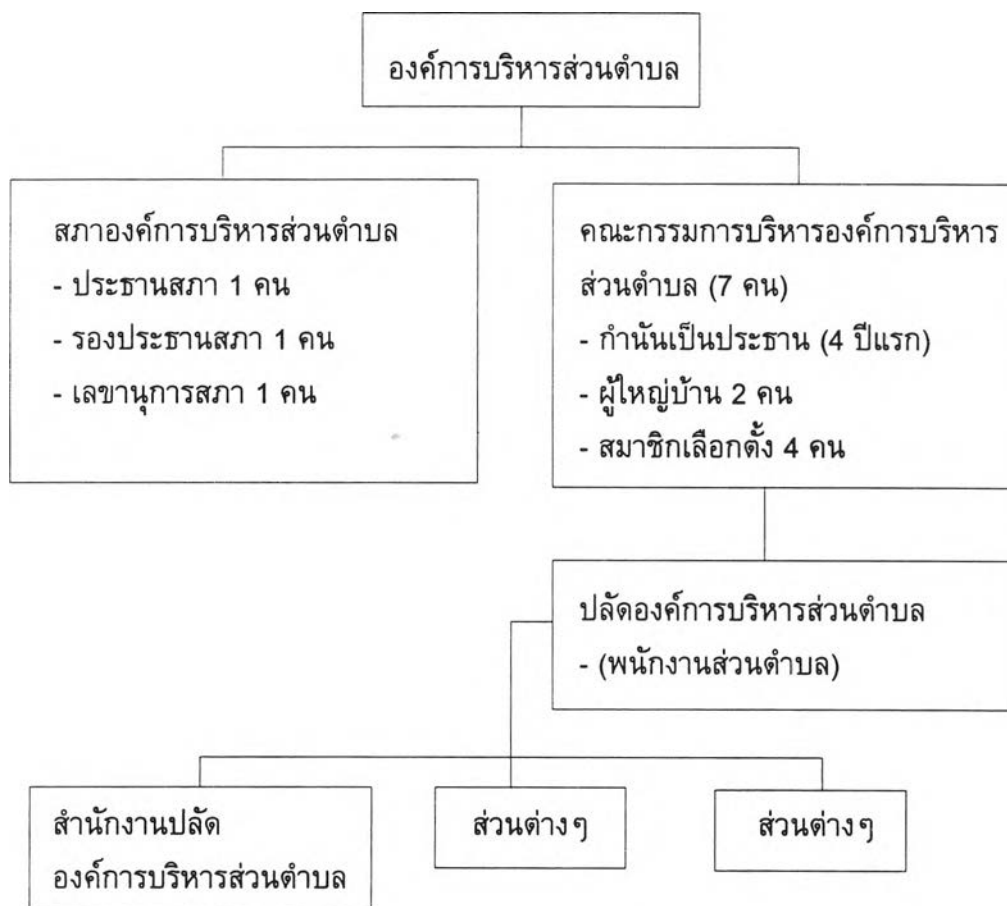 องค์การบริหารส่วนตำบล
สภาองค์การบริหารส่วนตำบล
- ประธานสภา 1 คน
- รองประธานสภา 1 คน
- เลขานุการสภา 1 คน
คณะกรรมการบริหารองค์การบริหาร
ส่วนตำบล (7 คน)
- กำนันเป็นประธาน (4 ปีแรก)
- ผู้ใหญ่บ้าน 2 คน
- สมาชิกเลือกตั้ง 4 คน
ปลัดองค์การบริหารส่วนตำบล
- (พนักงานส่วนตำบล)
สำนักงานปลัด
องค์การบริหารส่วนตำบล
ส่วนต่างๆ
ส่วนต่างๆ